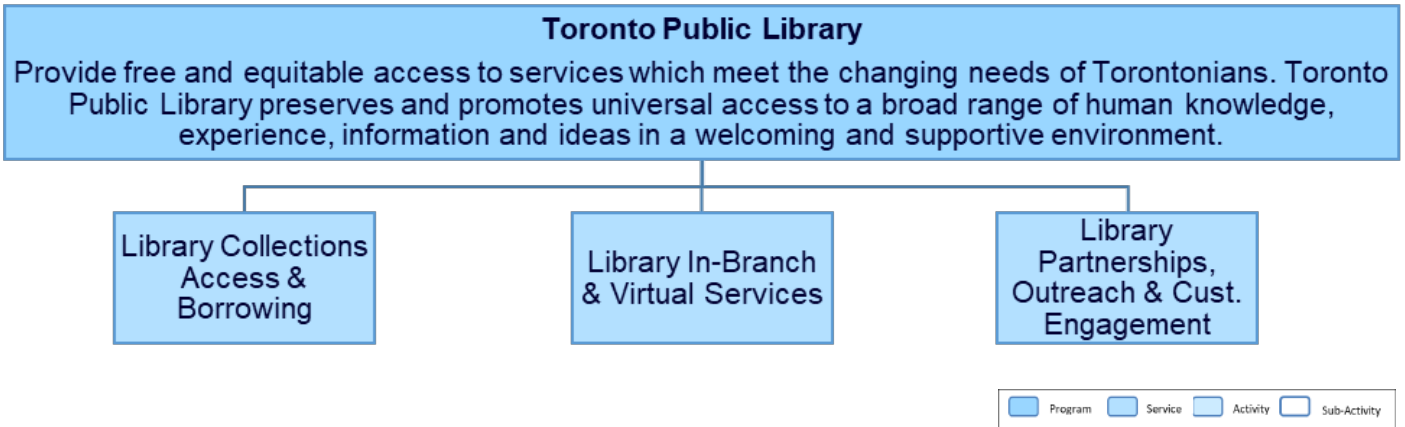 Toronto Public Library
Provide free and equitable access to services which meet the changing needs of Torontonians. Toronto
Public Library preserves and promotes universal access to a broad range of human knowledge,
experience, information and ideas in a welcoming and supportive environment.
Library Collections
Access &
Borrowing
Library In-Branch
& Virtual Services
Library
Partnerships,
Outreach & Cust.
Engagement
Program Service Activity Sub-Activity